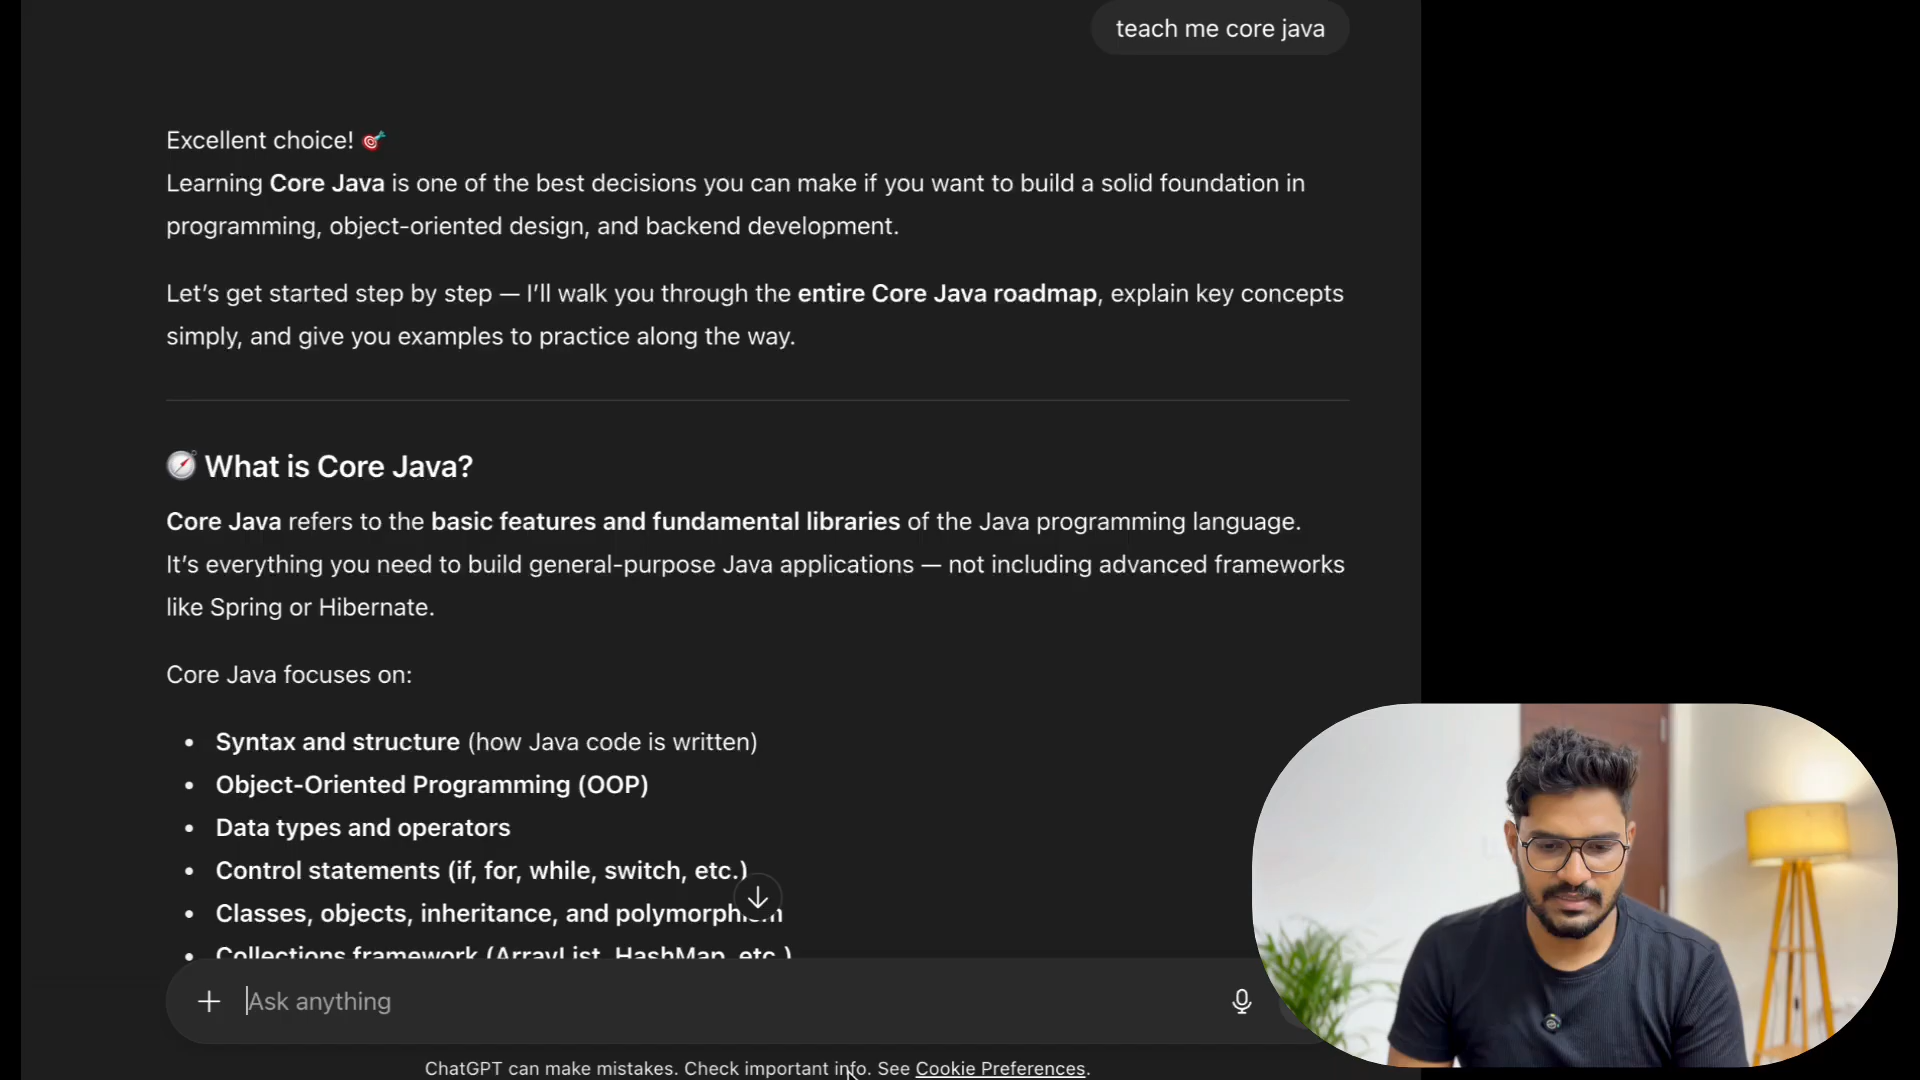 teach me core java
Excellent choice! 🎯
Learning Core Java is one of the best decisions you can make if you want to build a solid foundation in
programming, object-oriented design, and backend development.
Let’s get started step by step — I’ll walk you through the entire Core Java roadmap, explain key concepts
simply, and give you examples to practice along the way.
🧭 What is Core Java?
Core Java refers to the basic features and fundamental libraries of the Java programming language.
It’s everything you need to build general-purpose Java applications — not including advanced frameworks
like Spring or Hibernate.
Core Java focuses on:
• Syntax and structure (how Java code is written)
• Object-Oriented Programming (OOP)
• Data types and operators
• Control statements (if, for, while, switch, etc.)
• Classes, objects, inheritance, and polymorphism
• Collections framework (ArrayList, HashMap, etc.)
Ask anything
ChatGPT can make mistakes. Check important info. See Cookie Preferences.